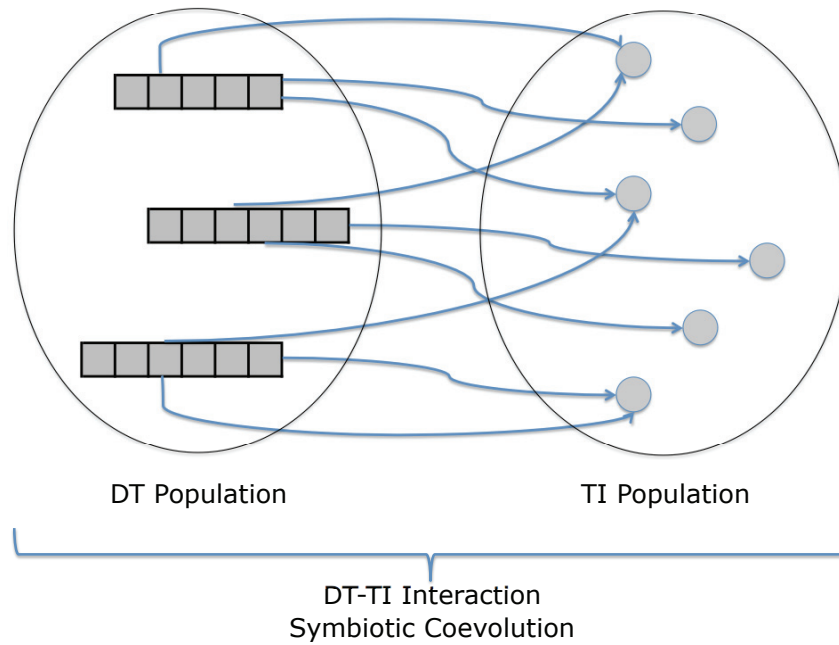 DT Population
TI Population
DT-TI Interaction
Symbiotic Coevolution